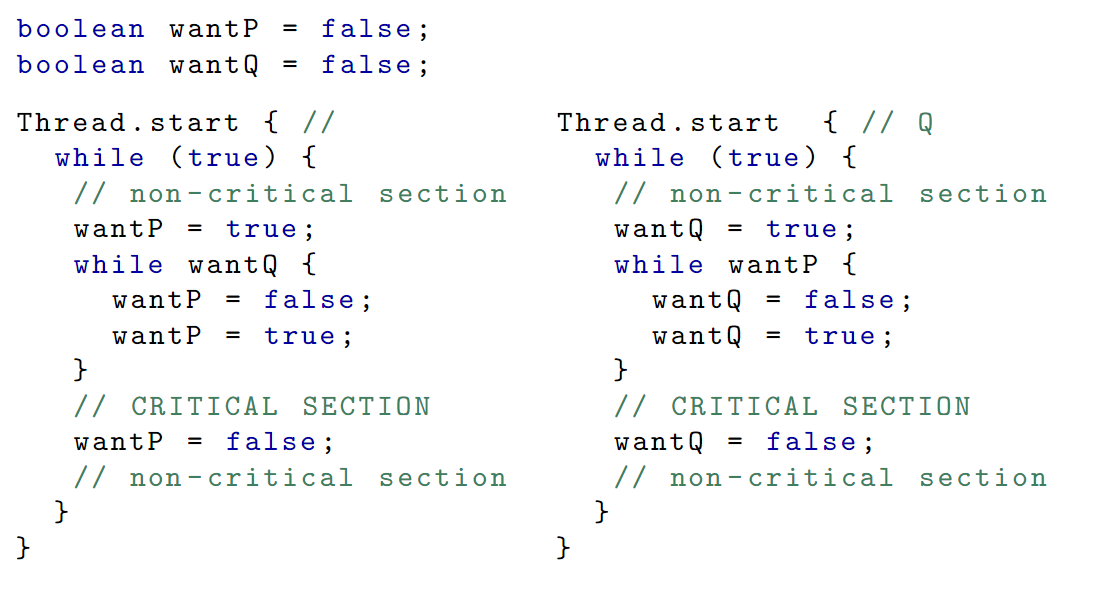 boolean wantP = false;
boolean wantQ = false;
Thread.start { //
while (true) {
// non-critical section
wantP = true;
while wantQ {
wantP = false;
wantP = true;
}
// CRITICAL SECTION
wantP = false;
// non-critical section
}
}
Thread.start { // Q
while (true) {
// non-critical section
wantQ = true;
while wantP {
wantQ = false;
wantQ = true;
}
// CRITICAL SECTION
wantQ = false;
// non-critical section
}
}